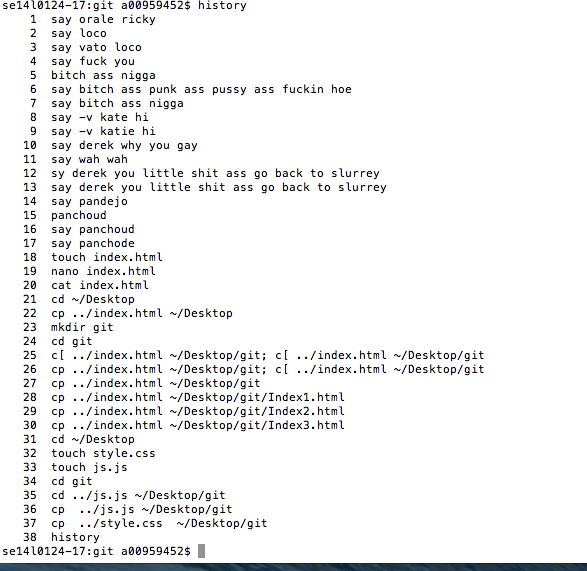 se14l0124-17:git a00959452$ history
1 say orale ricky
2 say loco
3 say vato loco
4 say fuck you
5 bitch ass nigga
6 say bitch ass punk ass pussy ass fuckin hoe
7 say bitch ass nigga
8 say -v kate hi
9 say -v katie hi
10 say derek why you gay
11 say wah wah
12 sy derek you little shit ass go back to slurrey
13 say derek you little shit ass go back to slurrey
14 say pandejo
15 panchoud
16 say panchoud
17 say panchode
18 touch index.html
19 nano index.html
20 cat index.html
21 cd ~/Desktop
22 cp ../index.html ~/Desktop
23 mkdir git
24 cd git
25 c[ ../index.html ~/Desktop/git; c[ ../index.html ~/Desktop/git
26 cp ../index.html ~/Desktop/git; c[ ../index.html ~/Desktop/git
27 cp ../index.html ~/Desktop/git
28 cp ../index.html ~/Desktop/git/Index1.html
29 cp ../index.html ~/Desktop/git/Index2.html
30 cp ../index.html ~/Desktop/git/Index3.html
31 cd ~/Desktop
32 touch style.css
33 touch js.js
34 cd git
35 cd ../js.js ~/Desktop/git
36 cp  ../js.js ~/Desktop/git
37 cp  ../style.css  ~/Desktop/git
38 history
se14l0124-17:git a00959452$